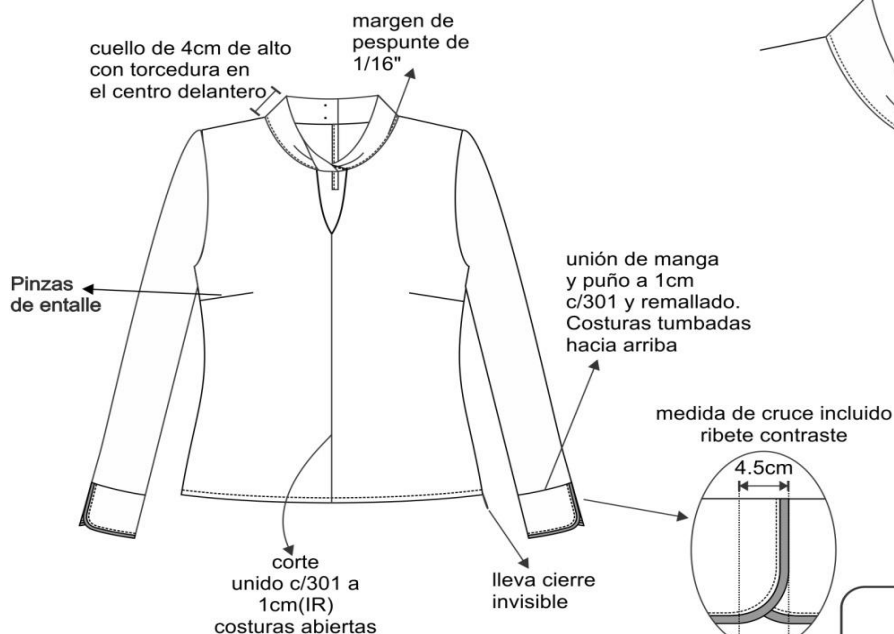 cuello de 4cm de alto
con torcedura en
el centro delantero
margen de
pespunte de
1/16"
Pinzas
de entalle
unión de manga
y puño a 1cm
c/301 y remallado.
Costuras tumbadas
hacia arriba
medida de cruce incluido
ribete contraste
4.5cm
corte
unido c/301 a
1cm(IR)
costuras abiertas
lleva cierre
invisible